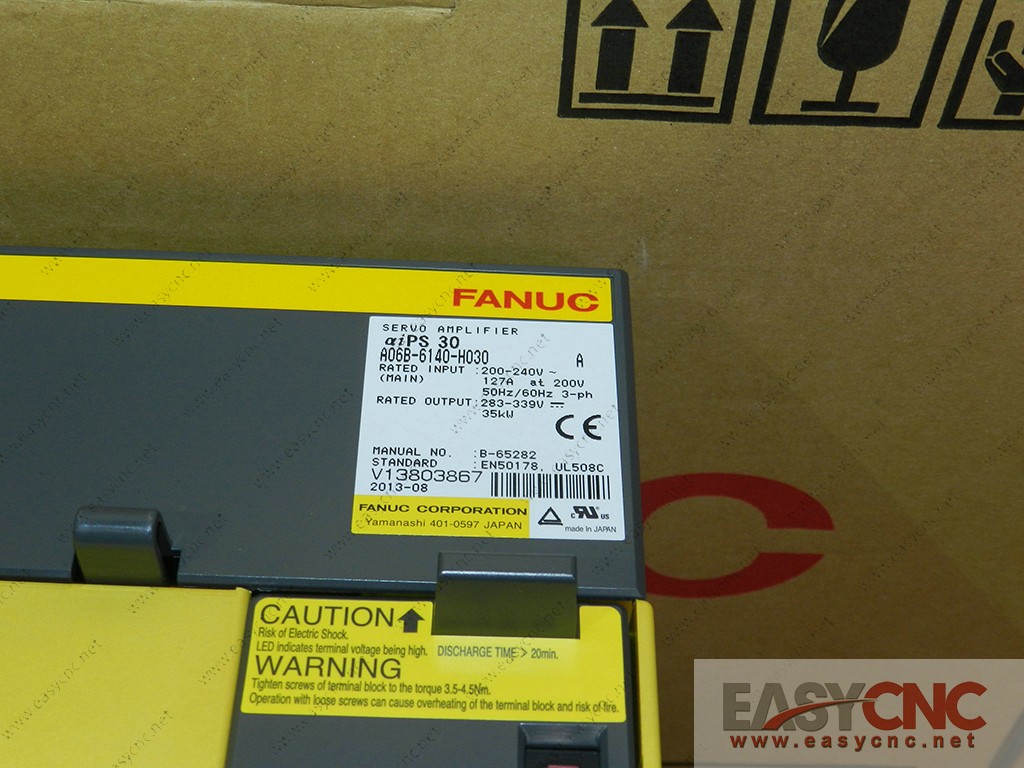 FANUC
SERVO AMPLIFIER
αiPS 30
A06B-6140-H030 A
RATED INPUT :200-240V ~
(MAIN) 127A at 200V
50Hz/60Hz 3-ph
RATED OUTPUT:283-339V ⎓
35kW
CE
MANUAL NO. :B-65282
STANDARD :EN50178, UL508C
V13803867
2013-08
FANUC CORPORATION
Yamanashi 401-0597 JAPAN
c RU us
made in JAPAN
CAUTION
Risk of Electric Shock.
LED indicates terminal voltage being high. DISCHARGE TIME > 20min.
WARNING
Tighten screws of terminal block to the torque 3.5-4.5Nm.
Operation with loose screws can cause overheating of the terminal block and risk of fire.
EASYCNC
www.easycnc.net